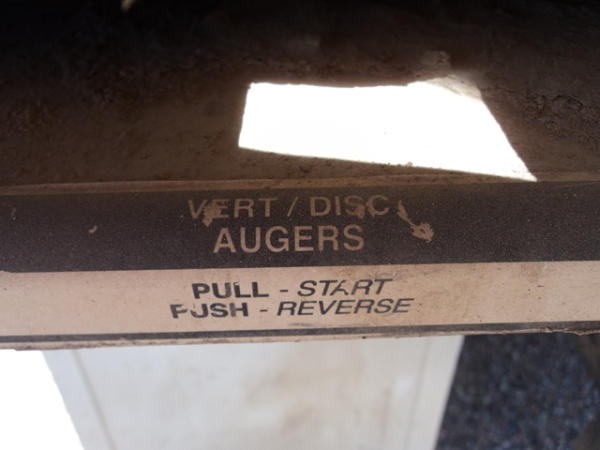 VERT / DISC
AUGERS
PULL - START
PUSH - REVERSE